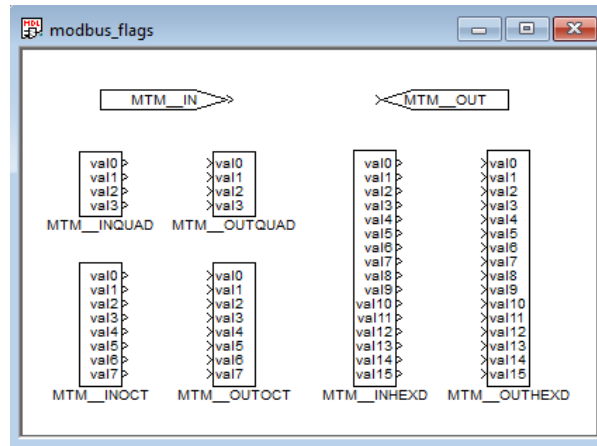 MDL modbus_flags
MTM__IN
MTM__OUT
val0
val1
val2
val3
MTM__INQUAD
val0
val1
val2
val3
MTM__OUTQUAD
val0
val1
val2
val3
val4
val5
val6
val7
MTM__INOCT
val0
val1
val2
val3
val4
val5
val6
val7
MTM__OUTOCT
val0
val1
val2
val3
val4
val5
val6
val7
val8
val9
val10
val11
val12
val13
val14
val15
MTM__INHEXD
val0
val1
val2
val3
val4
val5
val6
val7
val8
val9
val10
val11
val12
val13
val14
val15
MTM__OUTHEXD